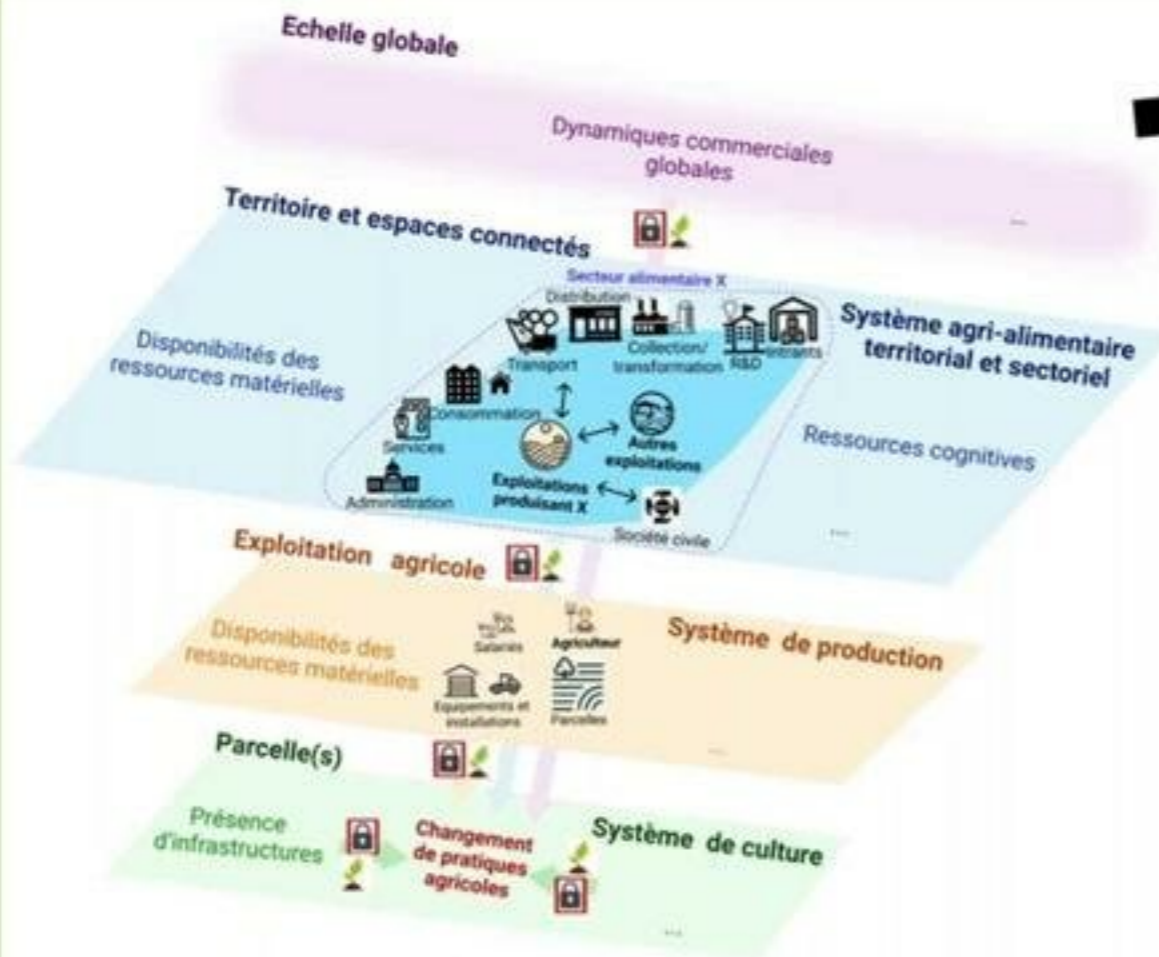 Echelle globale
Dynamiques commerciales
globales
...
Territoire et espaces connectés
Secteur alimentaire X
Distribution
Système agri-alimentaire
territorial et sectoriel
Disponibilités des
ressources matérielles
Transport
Collection/
transformation
R&D
Intrants
Consommation
Services
Autres
exploitations
Ressources cognitives
Administration
Exploitations
produisant X
Société civile
...
Exploitation agricole
Système de production
Disponibilités des
ressources matérielles
Salariés
Agriculteur
Equipements et
installations
Parcelles
...
Parcelle(s)
Système de culture
Présence
d'infrastructures
Changement
de pratiques
agricoles
...